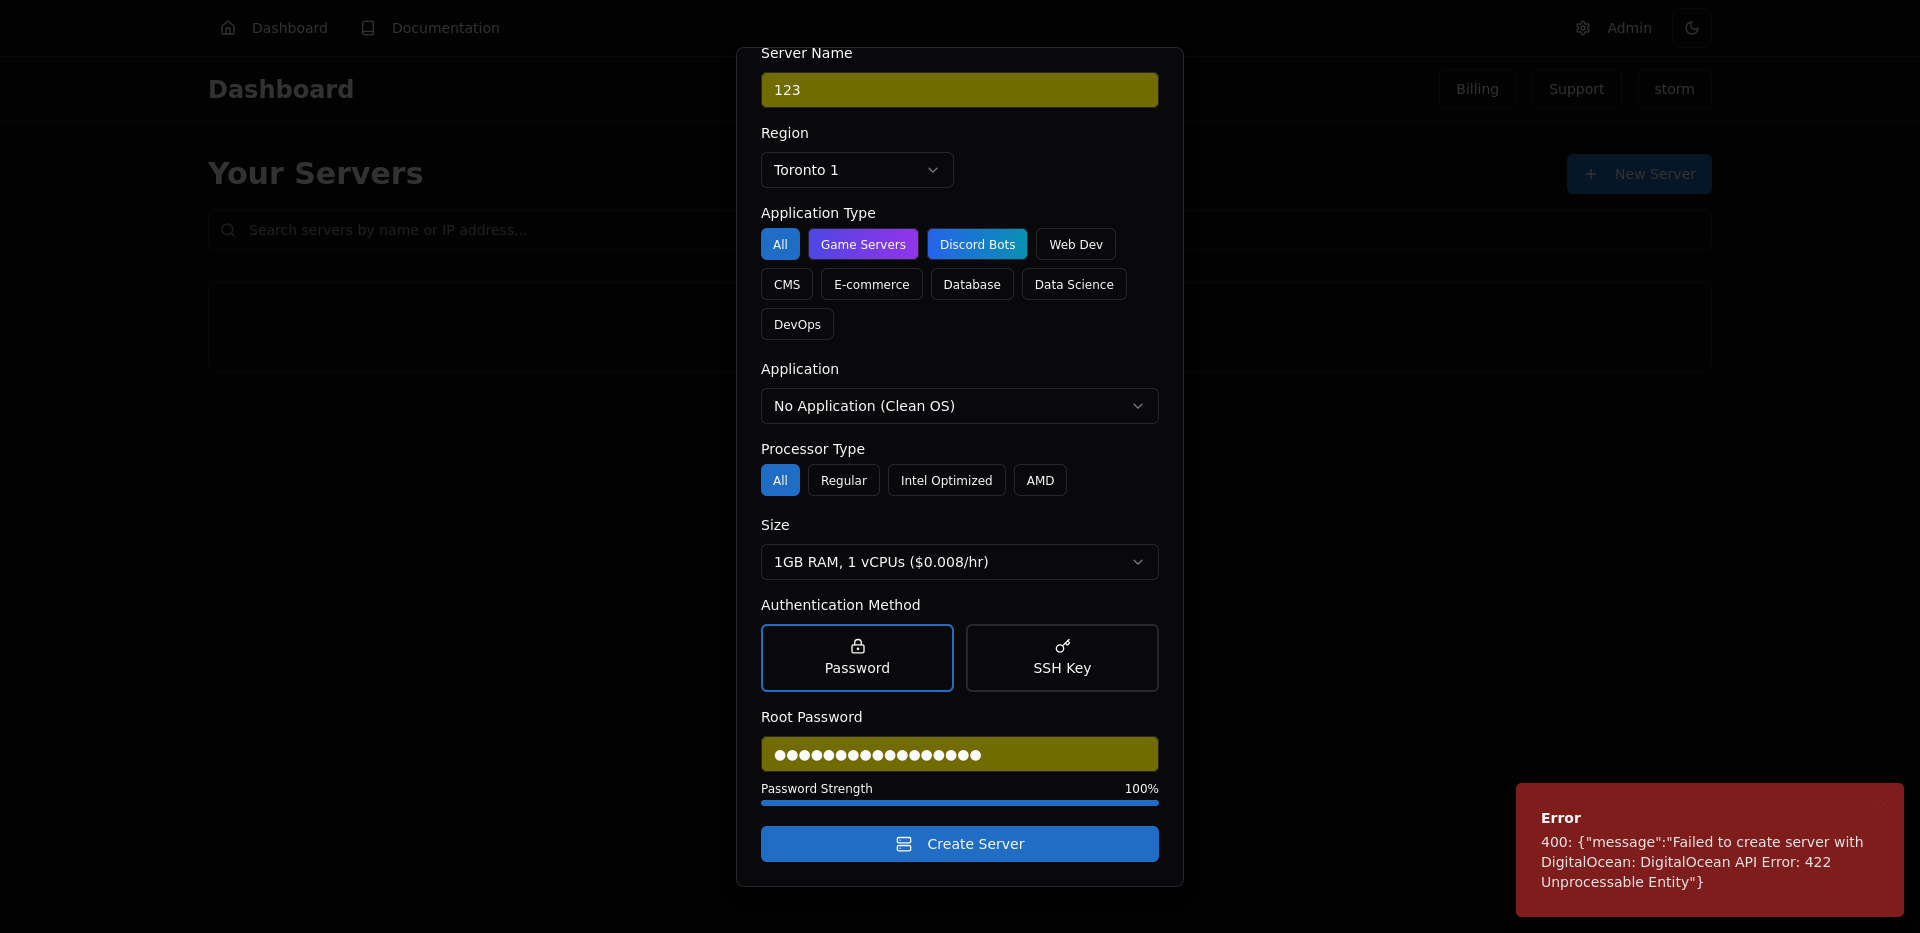 Dashboard
Documentation
Admin
Dashboard
Billing
Support
storm
Your Servers
New Server
Search servers by name or IP address...
Server Name
123
Region
Toronto 1
Application Type
All
Game Servers
Discord Bots
Web Dev
CMS
E-commerce
Database
Data Science
DevOps
Application
No Application (Clean OS)
Processor Type
All
Regular
Intel Optimized
AMD
Size
1GB RAM, 1 vCPUs ($0.008/hr)
Authentication Method
Password
SSH Key
Root Password
●●●●●●●●●●●●●●●●●
Password Strength
100%
Create Server
Error
400: {"message":"Failed to create server with
DigitalOcean: DigitalOcean API Error: 422
Unprocessable Entity"}